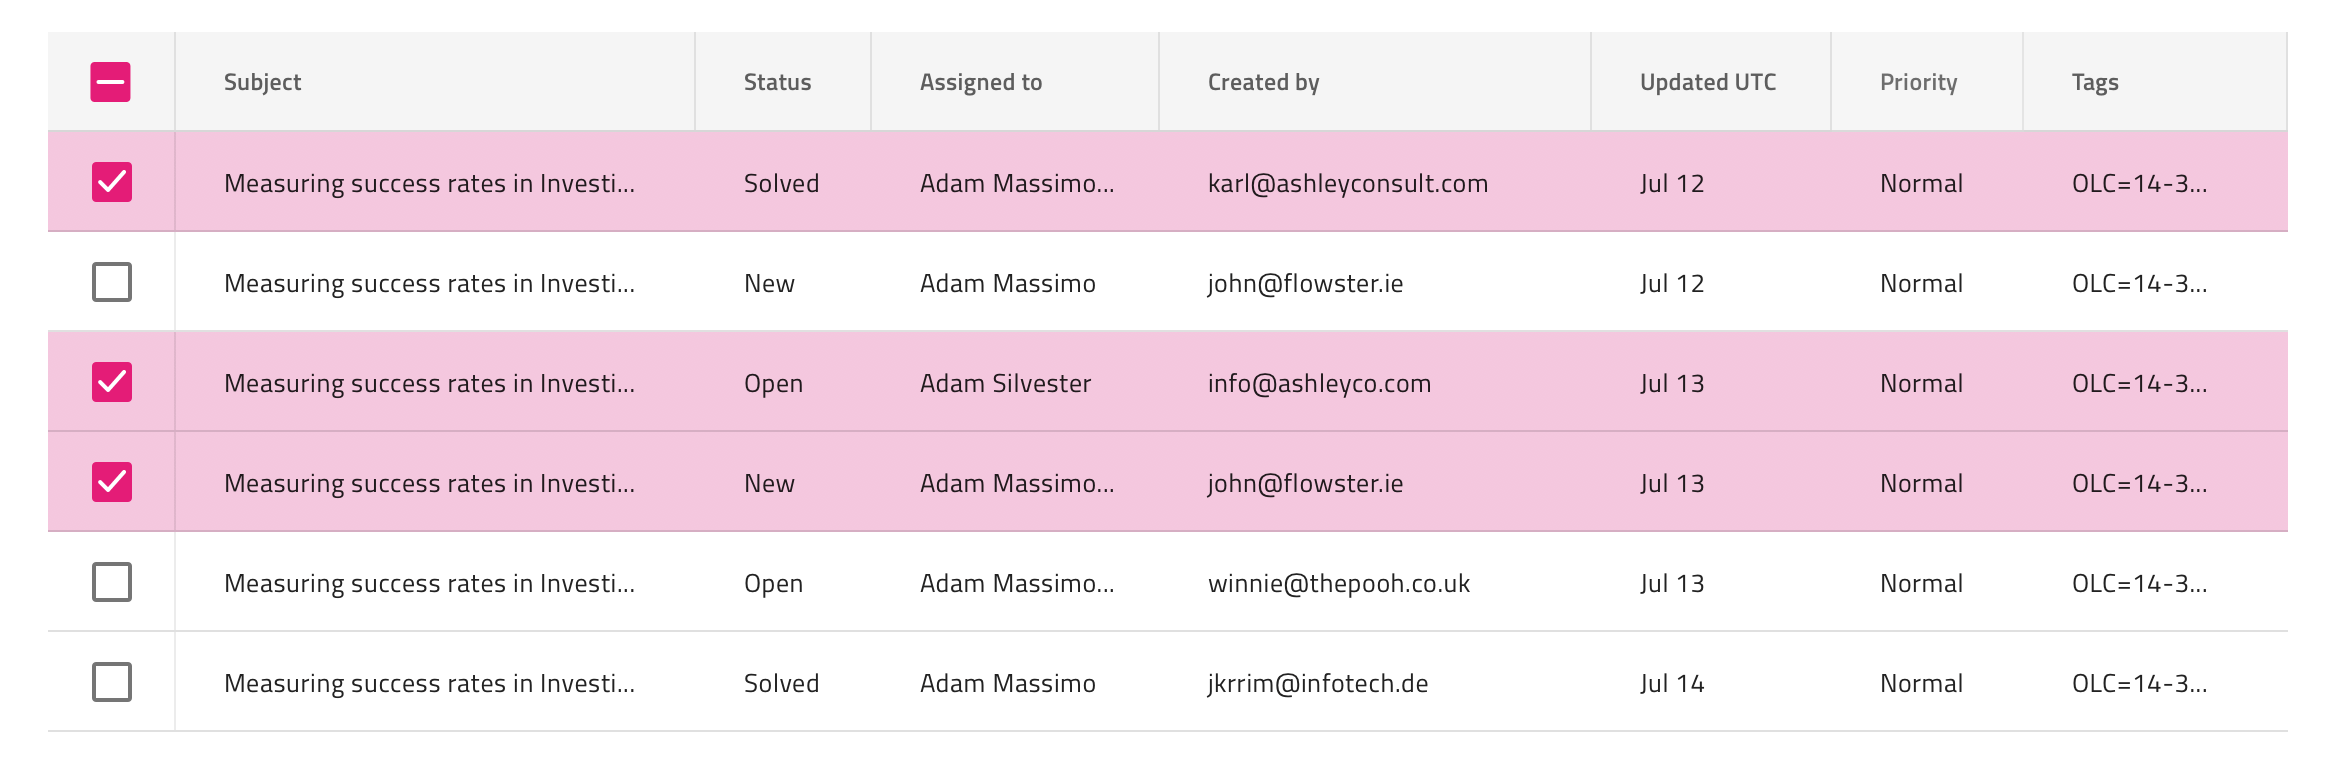 Subject Status Assigned to Created by Updated UTC Priority Tags
Measuring success rates in Investi... Solved Adam Massimo... karl@ashleyconsult.com Jul 12 Normal OLC=14-3...
Measuring success rates in Investi... New Adam Massimo john@flowster.ie Jul 12 Normal OLC=14-3...
Measuring success rates in Investi... Open Adam Silvester info@ashleyco.com Jul 13 Normal OLC=14-3...
Measuring success rates in Investi... New Adam Massimo... john@flowster.ie Jul 13 Normal OLC=14-3...
Measuring success rates in Investi... Open Adam Massimo... winnie@thepooh.co.uk Jul 13 Normal OLC=14-3...
Measuring success rates in Investi... Solved Adam Massimo jkrrim@infotech.de Jul 14 Normal OLC=14-3...